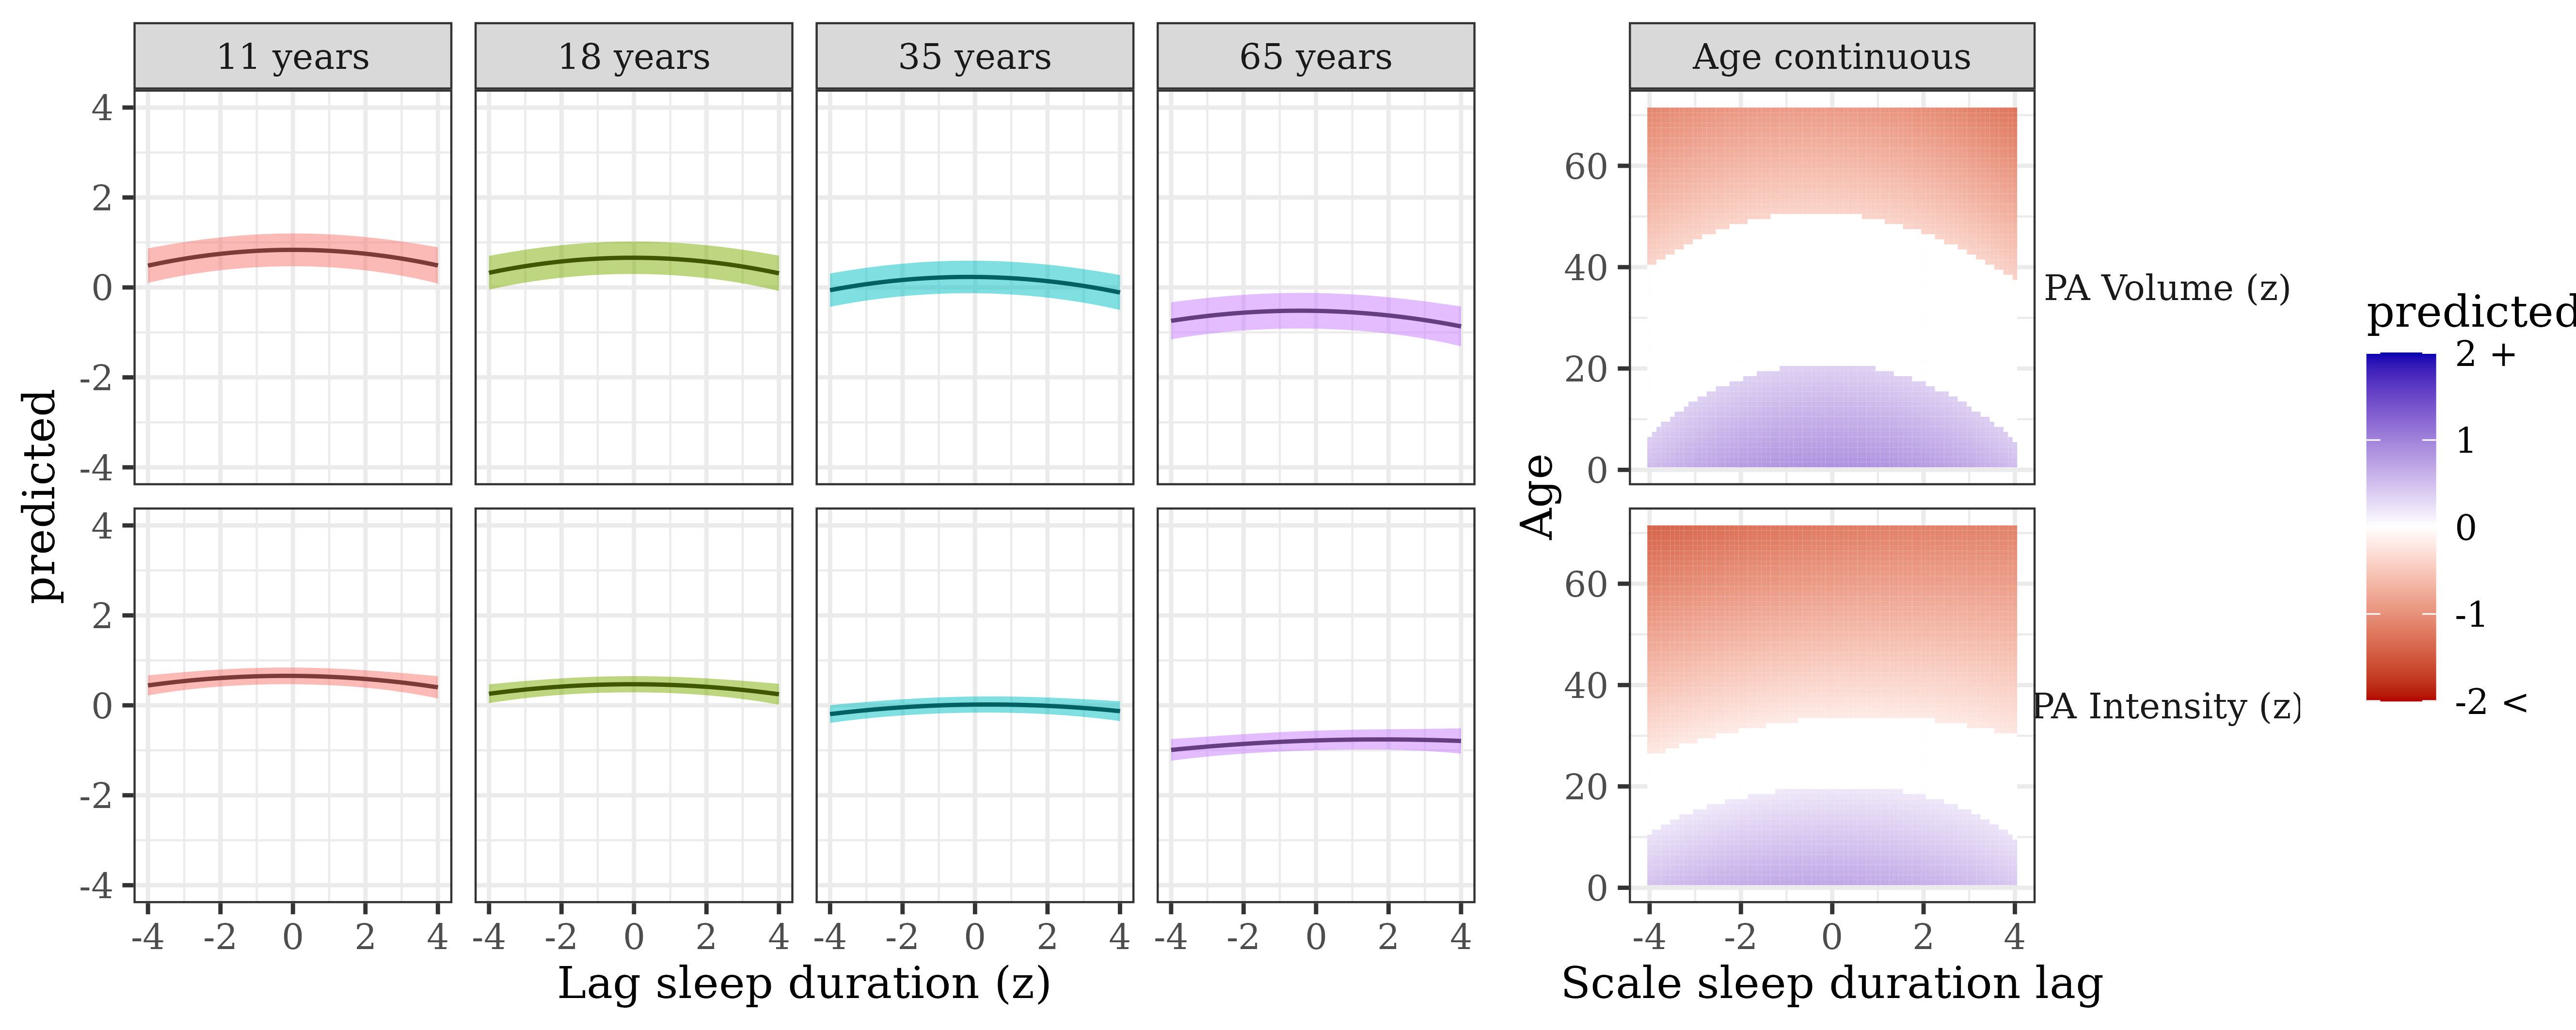 11 years
18 years
35 years
65 years
Age continuous
predicted
4
2
0
-2
-4
4
2
0
-2
-4
-4 -2 0 2 4
-4 -2 0 2 4
-4 -2 0 2 4
-4 -2 0 2 4
Lag sleep duration (z)
Age
60
40
20
0
60
40
20
0
-4 -2 0 2 4
Scale sleep duration lag
PA Volume (z)
PA Intensity (z)
predicted
2 +
1
0
-1
-2 <